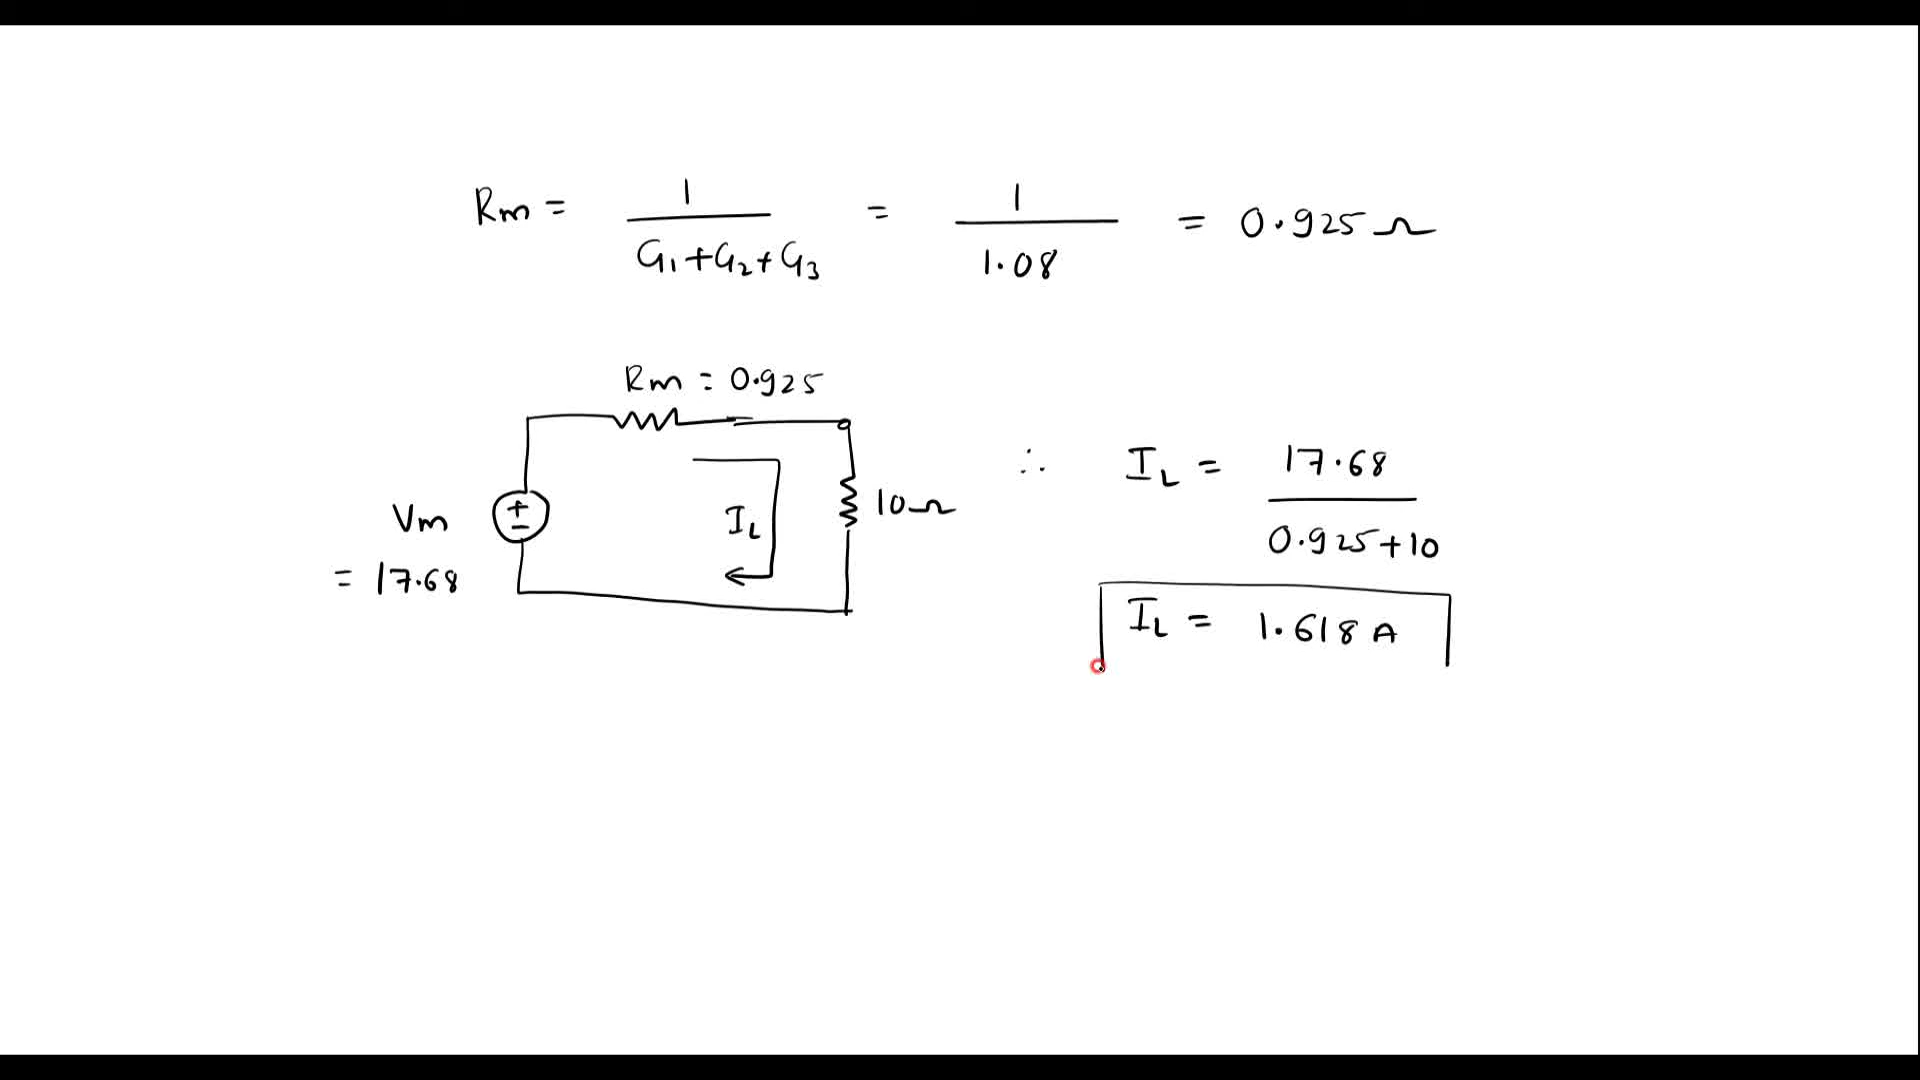 Rm = 1 / G1+G2+G3 = 1 / 1.08 = 0.925 Ω
Rm = 0.925
Vm = 17.68
+
−
IL
10Ω
∴ IL = 17.68 / 0.925+10
IL = 1.618 A